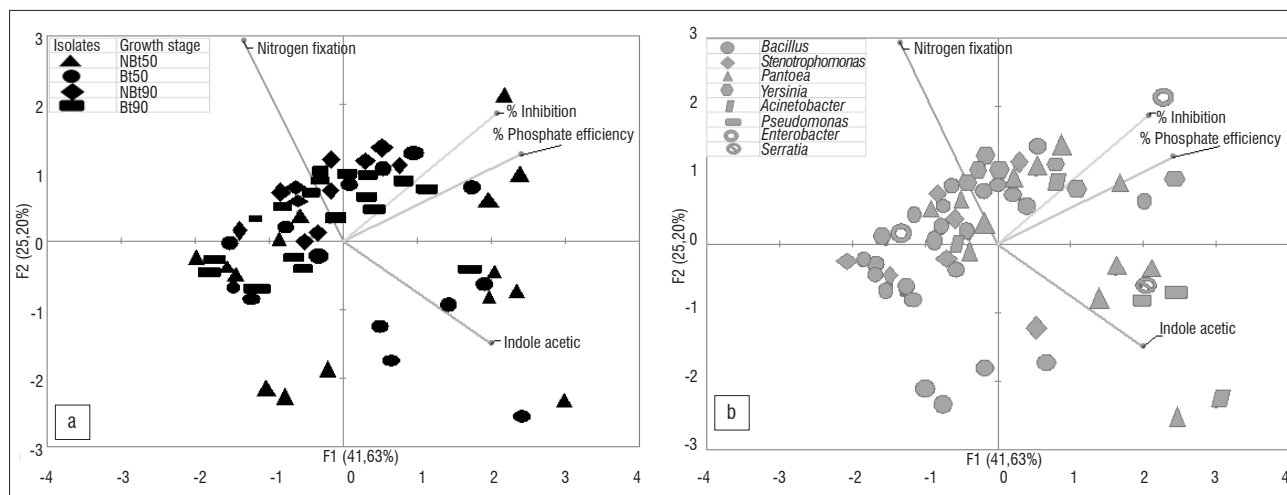 Isolates Growth stage
NBt50
Bt50
NBt90
Bt90
Nitrogen fixation
% Inhibition
% Phosphate efficiency
Indole acetic
3
2
1
0
-1
-2
-3
F2 (25,20%)
a
F1 (41,63%)
-4 -3 -2 -1 0 1 2 3 4
Bacillus
Stenotrophomonas
Pantoea
Yersinia
Acinetobacter
Pseudomonas
Enterobacter
Serratia
Nitrogen fixation
% Inhibition
% Phosphate efficiency
Indole acetic
3
2
1
0
-1
-2
-3
F2 (25,20%)
b
F1 (41,63%)
-4 -3 -2 -1 0 1 2 3 4